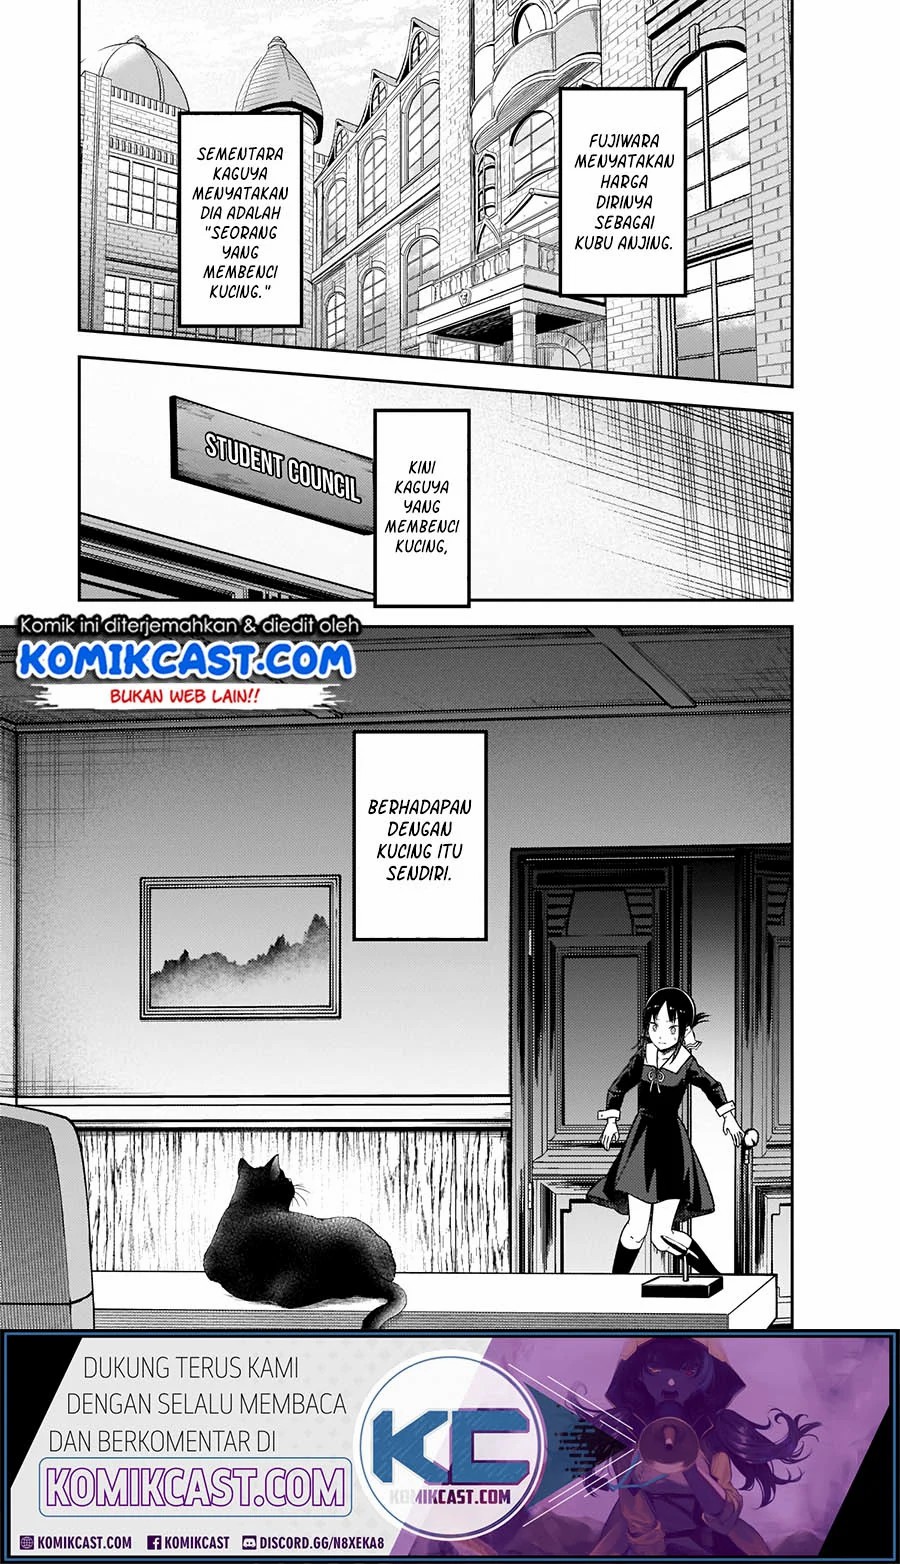 FUJIWARA
MENYATAKAN
HARGA
DIRINYA
SEBAGAI
KUBU ANJING.
SEMENTARA
KAGUYA
MENYATAKAN
DIA ADALAH
"SEORANG
YANG
MEMBENCI
KUCING."
STUDENT COUNCIL
KINI
KAGUYA
YANG
MEMBENCI
KUCING,
Komik ini diterjemahkan & diedit oleh
KOMIKCAST.COM
BUKAN WEB LAIN!!
BERHADAPAN
DENGAN
KUCING ITU
SENDIRI.
DUKUNG TERUS KAMI
DENGAN SELALU MEMBACA
DAN BERKOMENTAR DI
KOMIKCAST.COM
KOMIKCAST.COM
KOMIKCAST
DISCORD.GG/N8XEKA8
KC
KOMIKCAST.COM